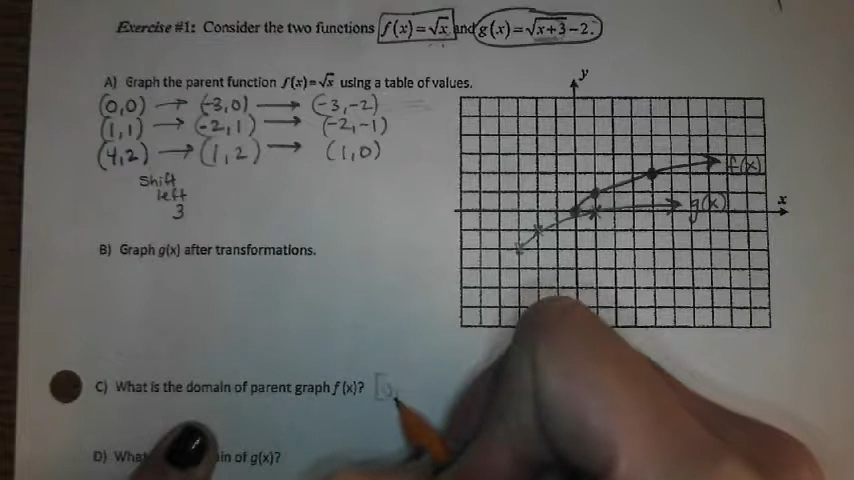 Exercise #1: Consider the two functions f(x)=√x and g(x)=√x+3-2.
A) Graph the parent function f(x)=√x using a table of values.
(0,0) → (-3,0) → (-3,-2)
(1,1) → (-2,1) → (-2,-1)
(4,2) → (1,2) → (1,0)
Shift
left
3
y
f(x)
x
g(x)
B) Graph g(x) after transformations.
C) What is the domain of parent graph f(x)? [0,
D) What in of g(x)?